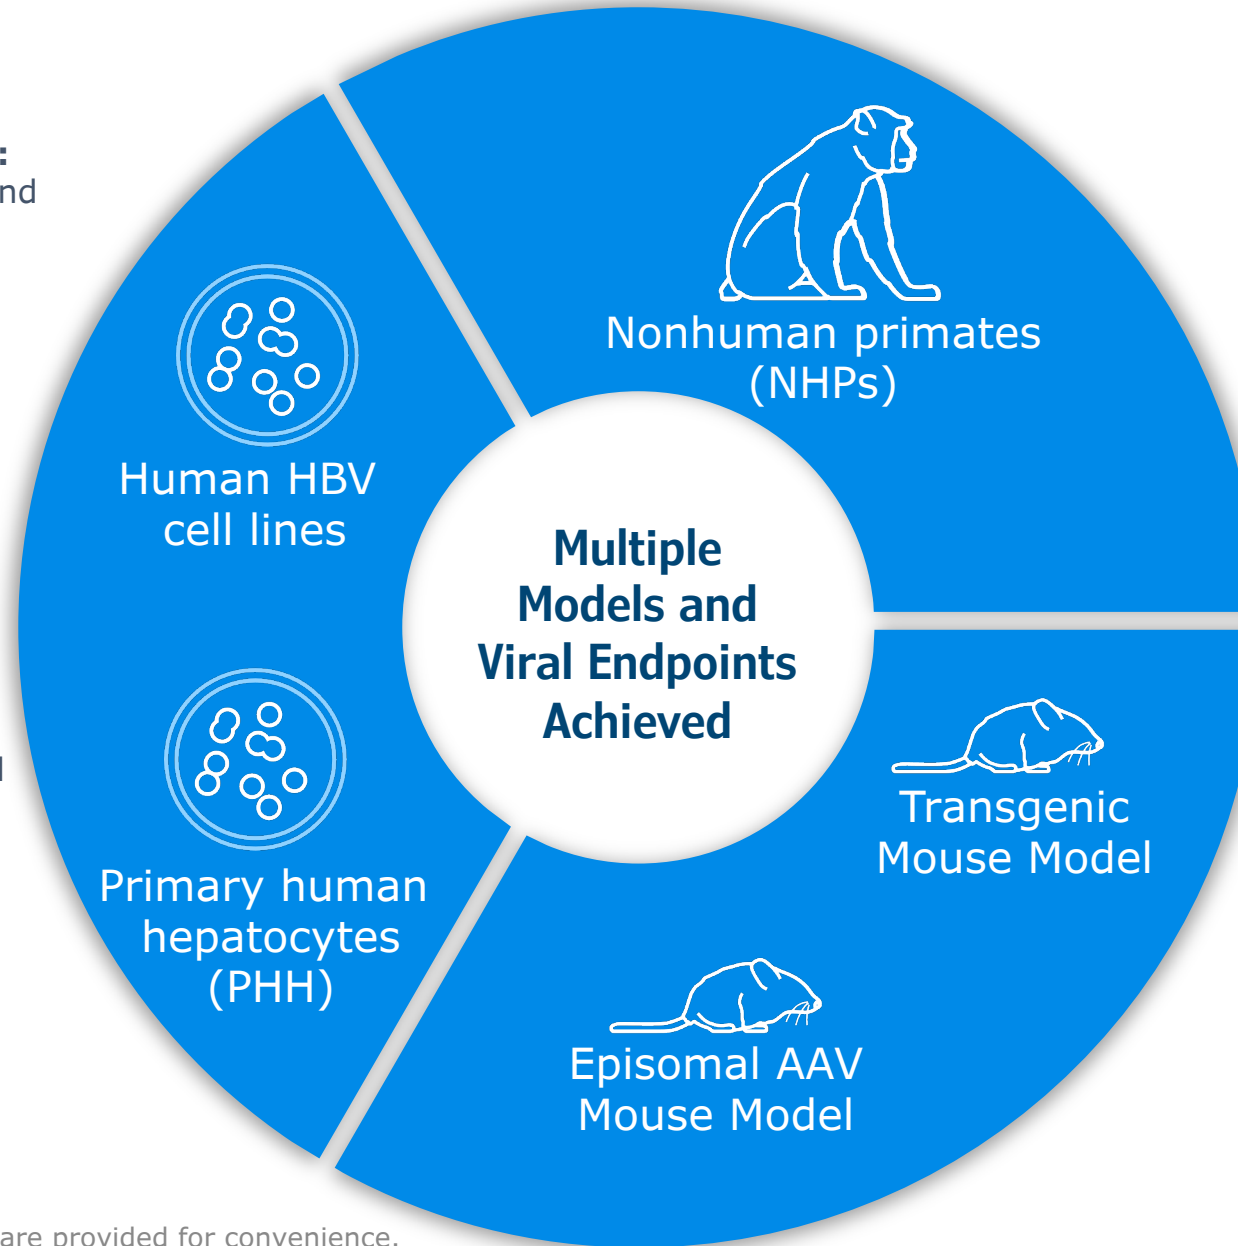 :
nd
Nonhuman primates
(NHPs)
Human HBV
cell lines
Multiple
Models and
Viral Endpoints
Achieved
Transgenic
Mouse Model
Primary human
hepatocytes
(PHH)
Episomal AAV
Mouse Model
are provided for convenience.